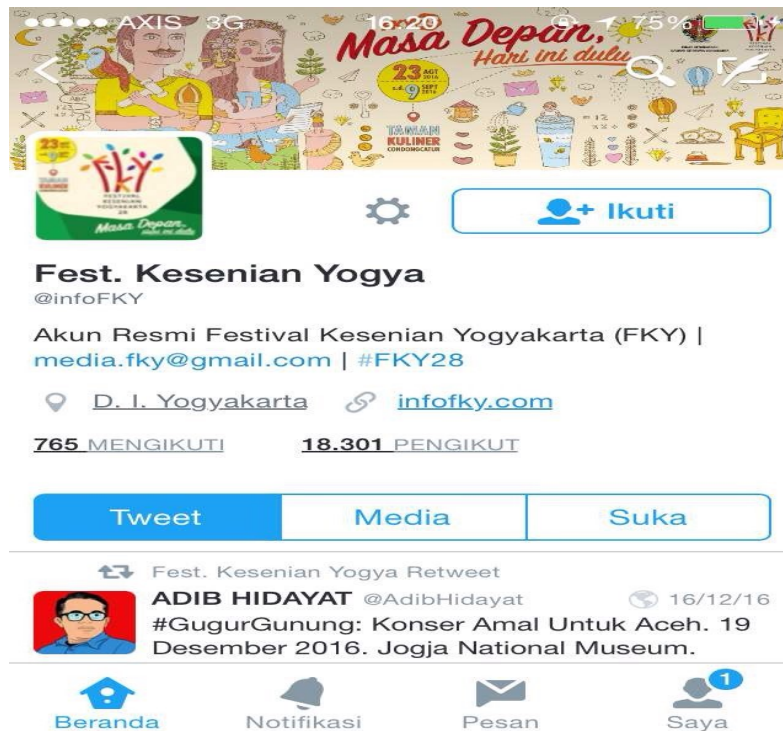 AXIS 3G 16.20 75%
Masa Depan,
Hari ini dulu
23 AGT 2016
s.d. 9 SEPT 2016
TAMAN
KULINER
CONDONGCATUR
23
9
TAMAN
KULINER
FKY
FESTIVAL
KESENIAN
YOGYAKARTA
28
Masa Depan,
Hari ini dulu
Ikuti
Fest. Kesenian Yogya
@infoFKY
Akun Resmi Festival Kesenian Yogyakarta (FKY) |
media.fky@gmail.com | #FKY28
D. I. Yogyakarta infofky.com
765 MENGIKUTI 18.301 PENGIKUT
Tweet Media Suka
Fest. Kesenian Yogya Retweet
ADIB HIDAYAT @AdibHidayat 16/12/16
#GugurGunung: Konser Amal Untuk Aceh. 19
Desember 2016. Jogja National Museum.
1
Beranda Notifikasi Pesan Saya